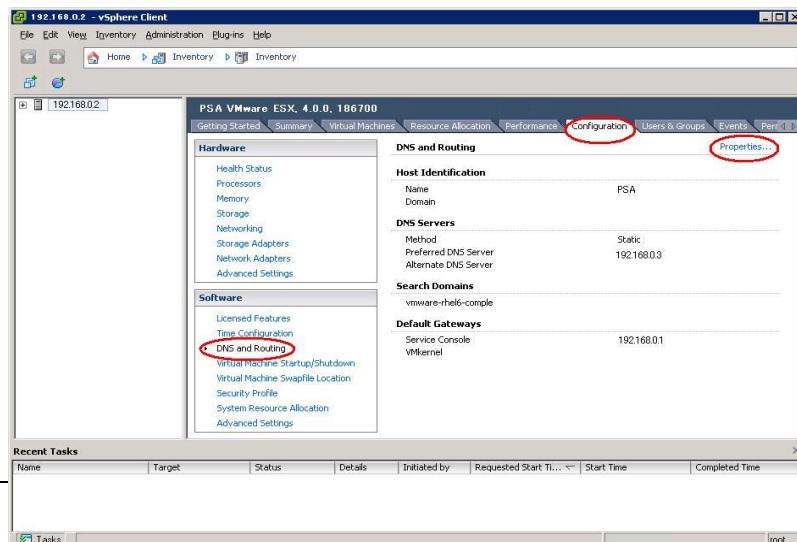 192.168.0.2 - vSphere Client
File Edit View Inventory Administration Plug-ins Help
Home Inventory Inventory
192.168.0.2
PSA VMware ESX, 4.0.0, 186700
Getting Started Summary Virtual Machines Resource Allocation Performance Configuration Users & Groups Events
Hardware
Health Status
Processors
Memory
Storage
Networking
Storage Adapters
Network Adapters
Advanced Settings
Software
Licensed Features
Time Configuration
DNS and Routing
Virtual Machine Startup/Shutdown
Virtual Machine Swapfile Location
Security Profile
System Resource Allocation
Advanced Settings
DNS and Routing Properties...
Host Identification
Name PSA
Domain
DNS Servers
Method Static
Preferred DNS Server 192.168.0.3
Alternate DNS Server
Search Domains
vmware-rhel6-comple
Default Gateways
Service Console 192.168.0.1
VMkernel
Recent Tasks
Name Target Status Details Initiated by Requested Start Ti... Start Time Completed Time
Tasks root